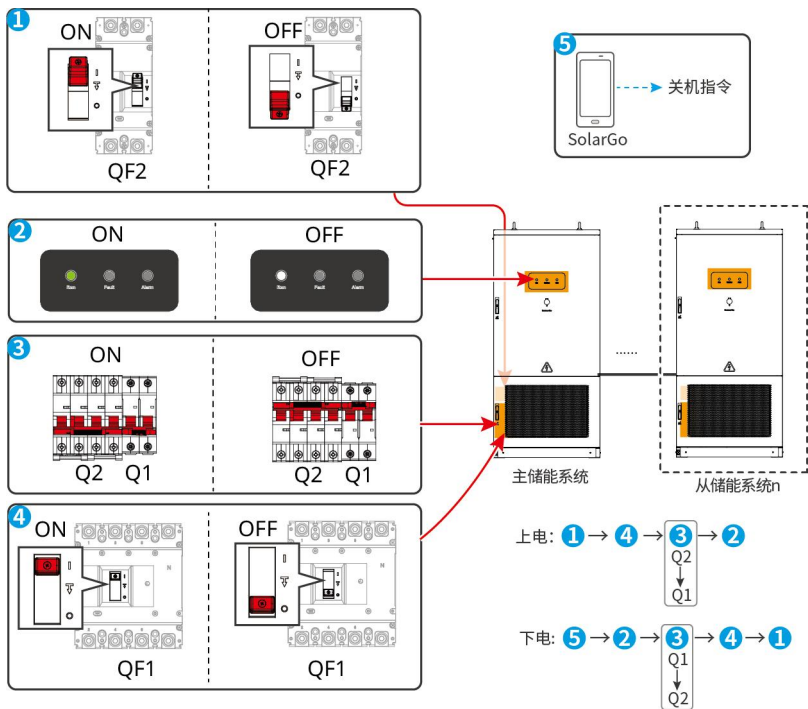 1
ON
OFF
QF2
QF2
2
ON
OFF
Run
Fault
Alarm
Run
Fault
Alarm
3
ON
OFF
Q2
Q1
Q2
Q1
4
ON
OFF
N
QF1
QF1
5
SolarGo
关机指令
......
主储能系统
从储能系统n
上电: 1 → 4 → 3 → 2
Q2
↓
Q1
下电: 5 → 2 → 3 → 4 → 1
Q1
↓
Q2